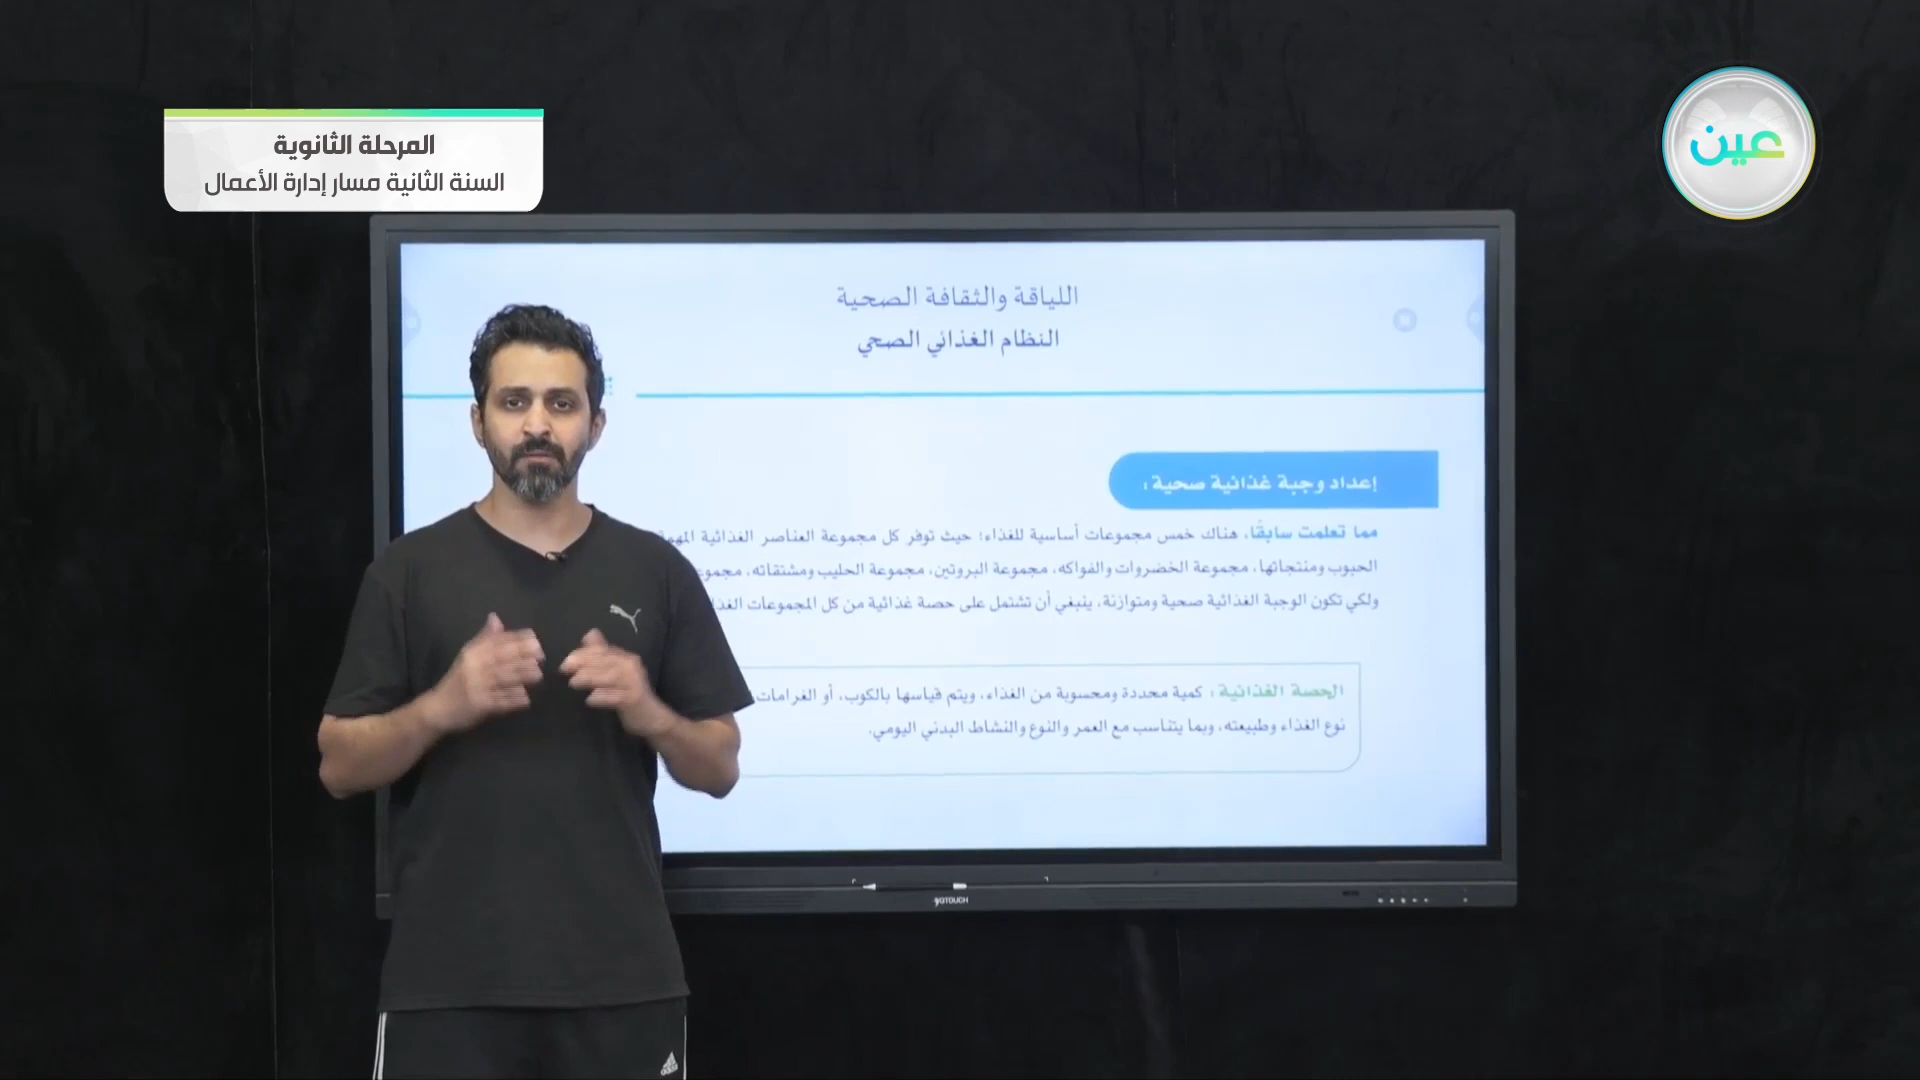 المرحلة الثانوية
السنة الثانية مسار إدارة الأعمال
عين
اللياقة والثقافة الصحية
النظام الغذائي الصحي
إعداد وجبة غذائية صحية:
مما تعلمت سابقًا، هناك خمس مجموعات أساسية للغذاء؛ حيث توفر كل مجموعة العناصر الغذائية المهمة
الحبوب ومنتجاتها، مجموعة الخضروات والفواكه، مجموعة البروتين، مجموعة الحليب ومشتقاته،
ولكي تكون الوجبة الغذائية صحية ومتوازنة، ينبغي أن تشتمل على حصة غذائية من كل المجموعات
الحصة الغذائية: كمية محددة ومحسوبة من الغذاء، ويتم قياسها بالكوب، أو الغرامات
نوع الغذاء وطبيعته، وبما يتناسب مع العمر والنوع والنشاط البدني اليومي.